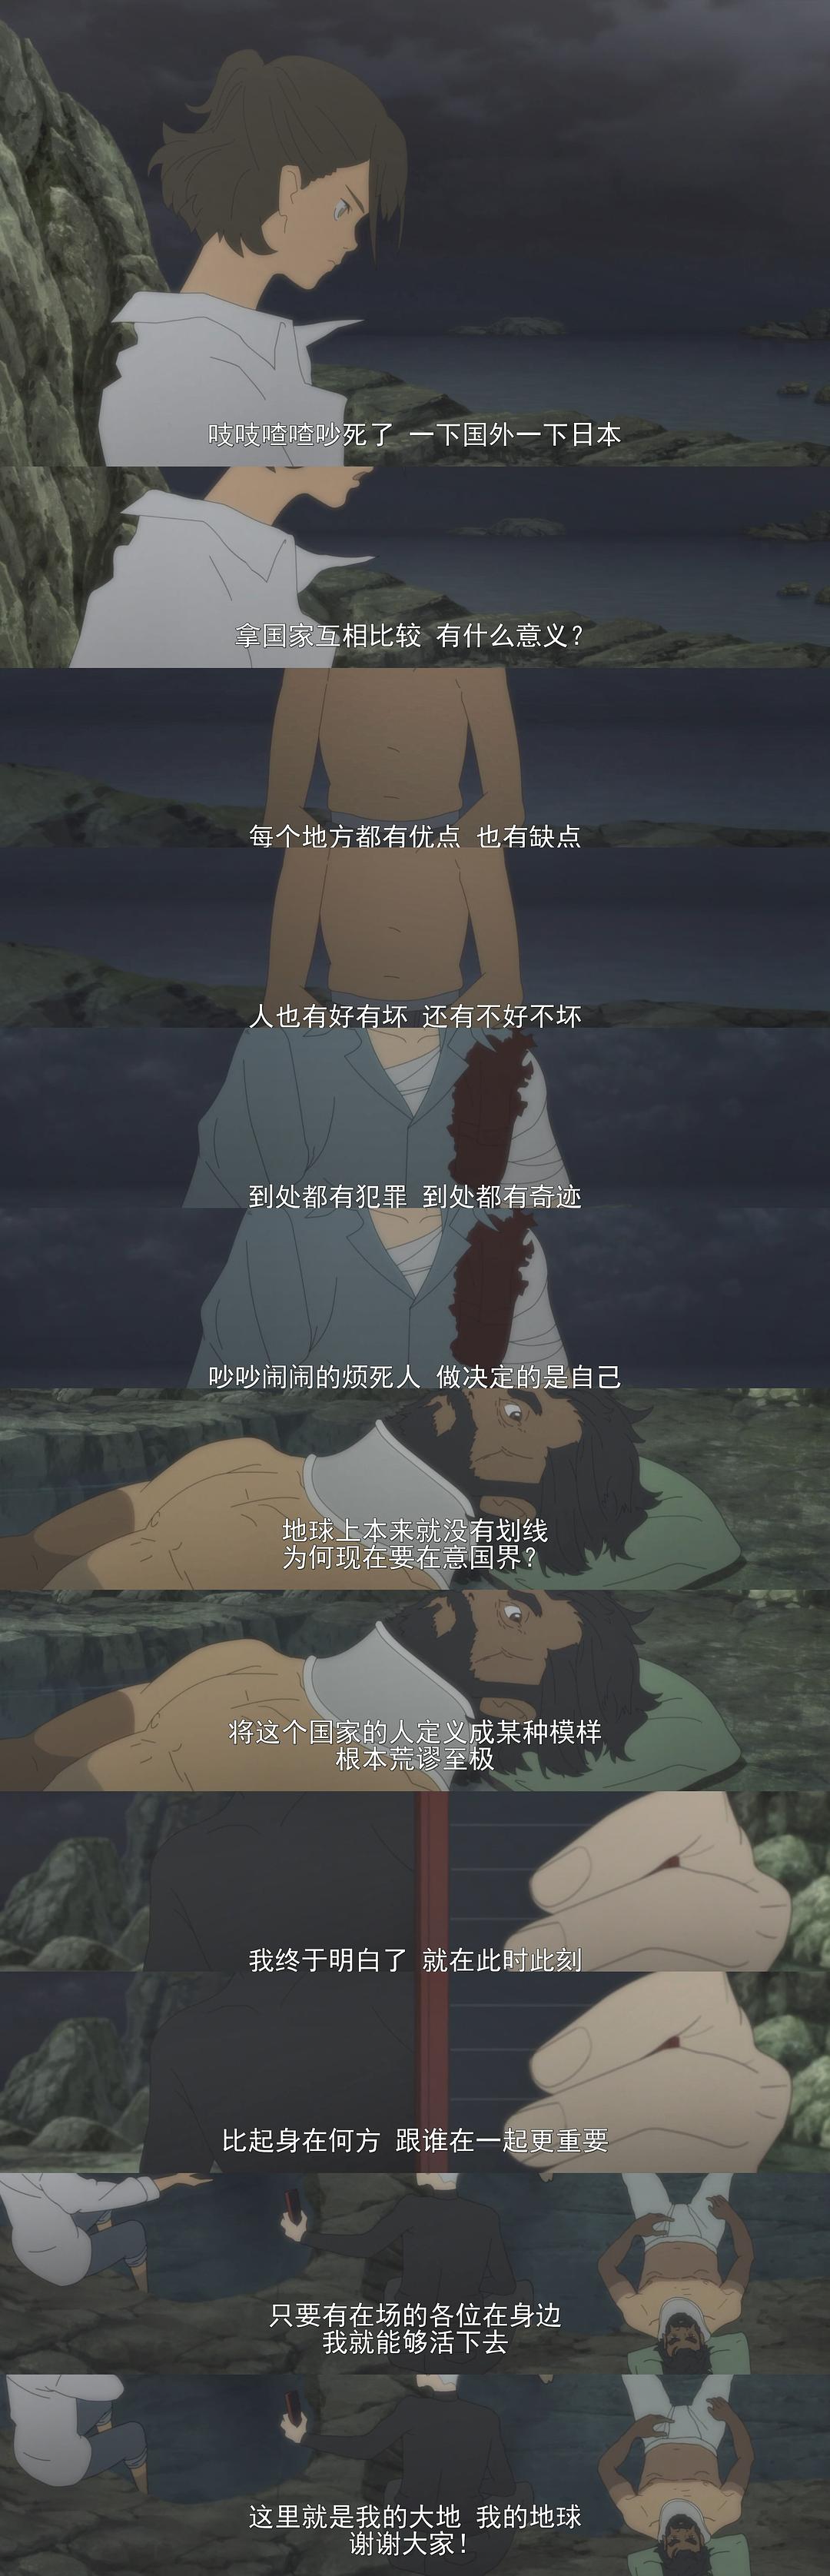 吱吱喳喳吵死了 一下国外一下日本
拿国家互相比较 有什么意义？
每个地方都有优点 也有缺点
人也有好有坏 还有不好不坏
到处都有犯罪 到处都有奇迹
吵吵闹闹的烦死人 做决定的是自己
地球上本来就没有划线
为何现在要在意国界？
将这个国家的人定义成某种模样
根本荒谬至极
我终于明白了 就在此时此刻
比起身在何方 跟谁在一起更重要
只要有在场的各位在身边
我就能够活下去
这里就是我的大地 我的地球
谢谢大家！